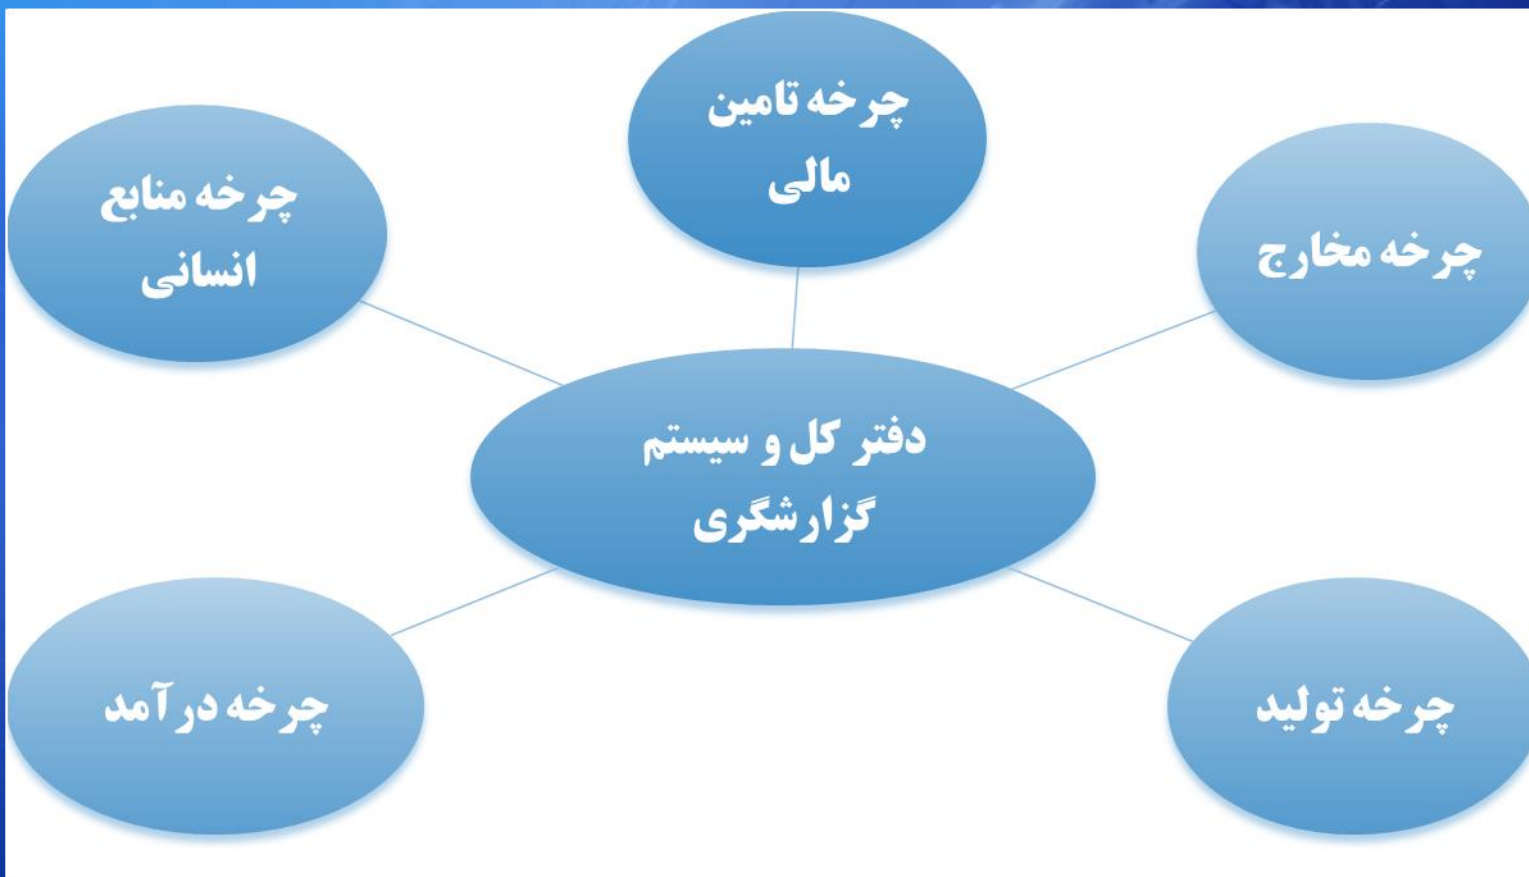 چرخه تامین
مالی
چرخه مخارج
چرخه منابع
انسانی
دفتر کل و سیستم
گزارشگری
چرخه تولید
چرخه درآمد